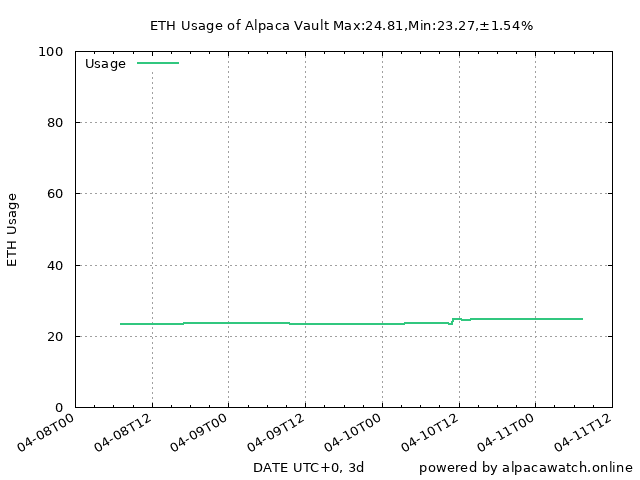 ETH Usage of Alpaca Vault Max:24.81,Min:23.27,±1.54%
Usage
ETH Usage
100
80
60
40
20
0
04-08T00
04-08T12
04-09T00
04-09T12
04-10T00
04-10T12
04-11T00
04-11T12
DATE UTC+0, 3d
powered by alpacawatch.online